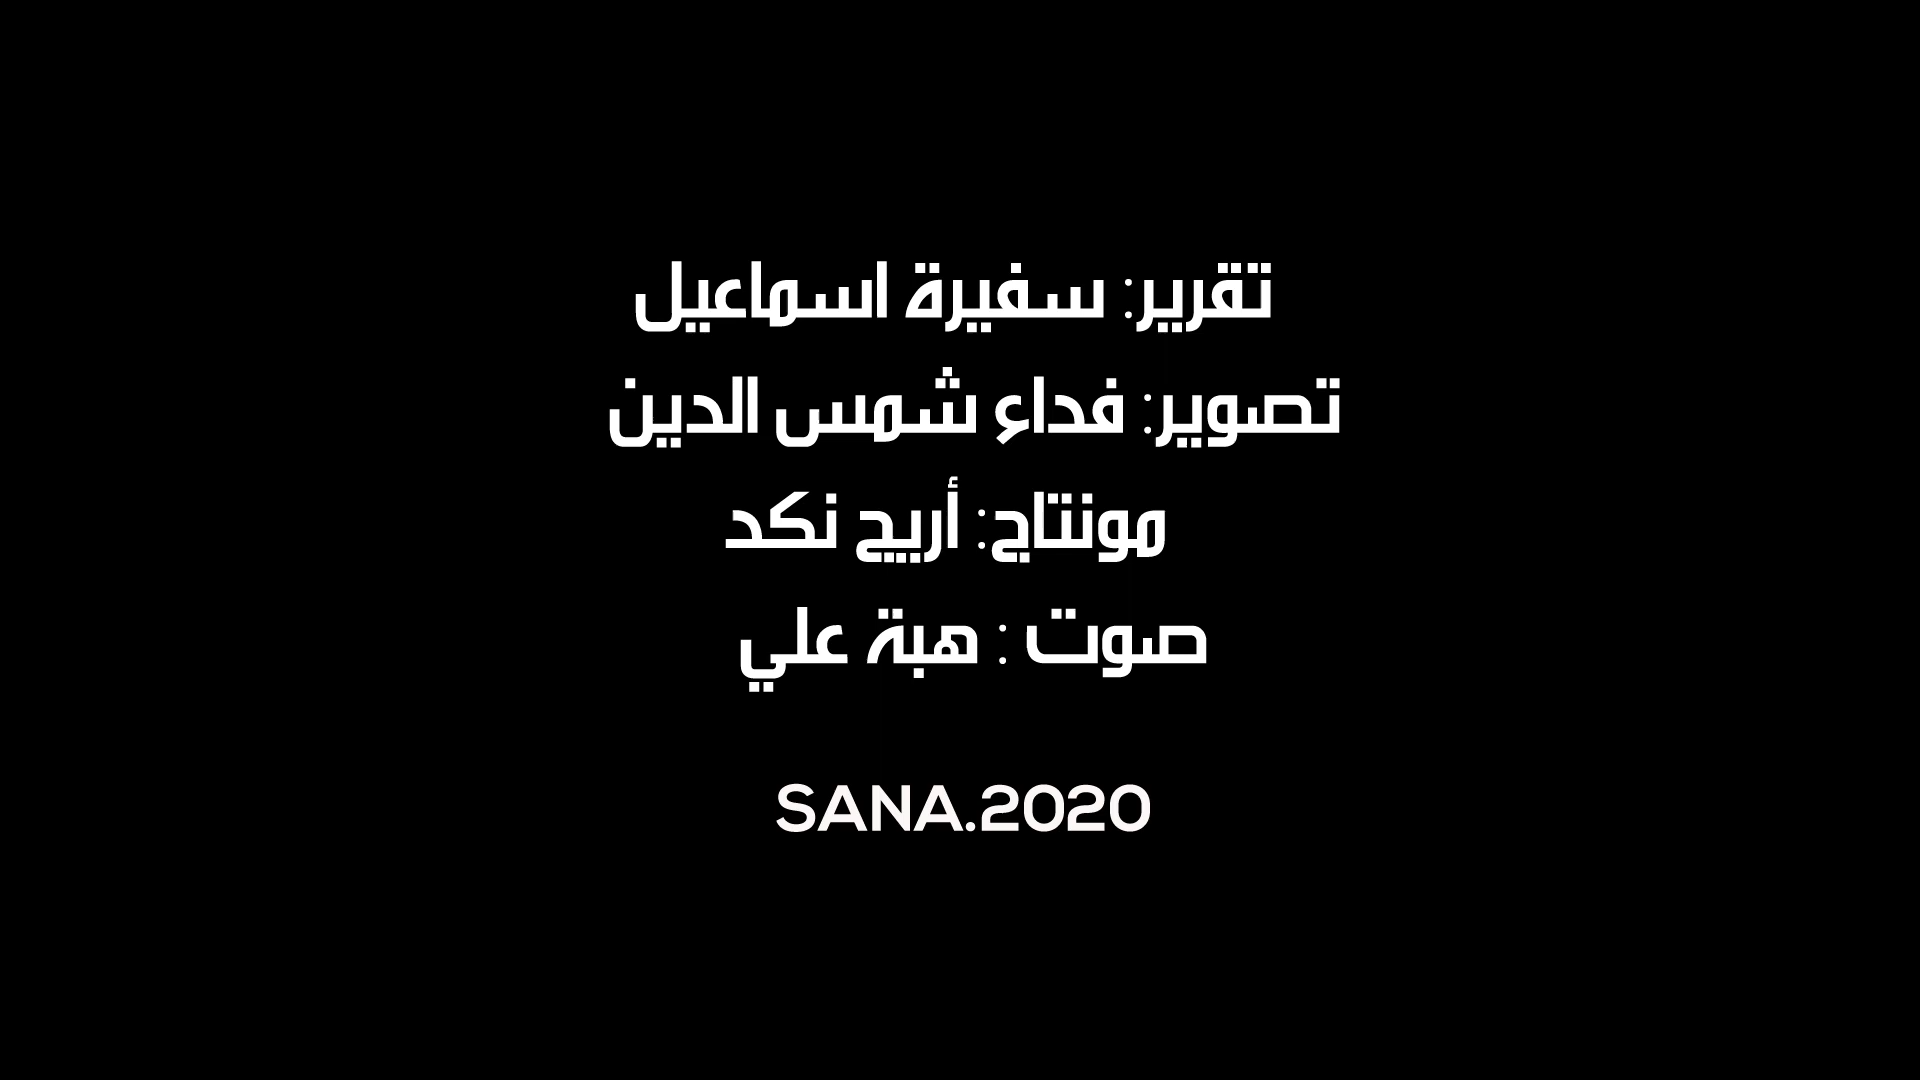 تقرير: سفيرة اسماعيل
تصوير: فداء شمس الدين
مونتاج: أريج نكد
صوت : هبة علي
SANA.2020